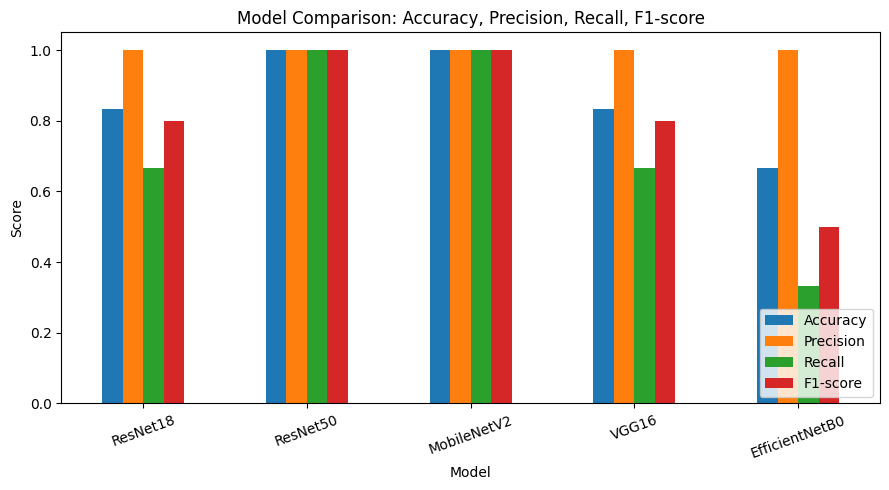 Model Comparison: Accuracy, Precision, Recall, F1-score
Score
1.0
0.8
0.6
0.4
0.2
0.0
Accuracy
Precision
Recall
F1-score
ResNet18
ResNet50
MobileNetV2
VGG16
EfficientNetB0
Model